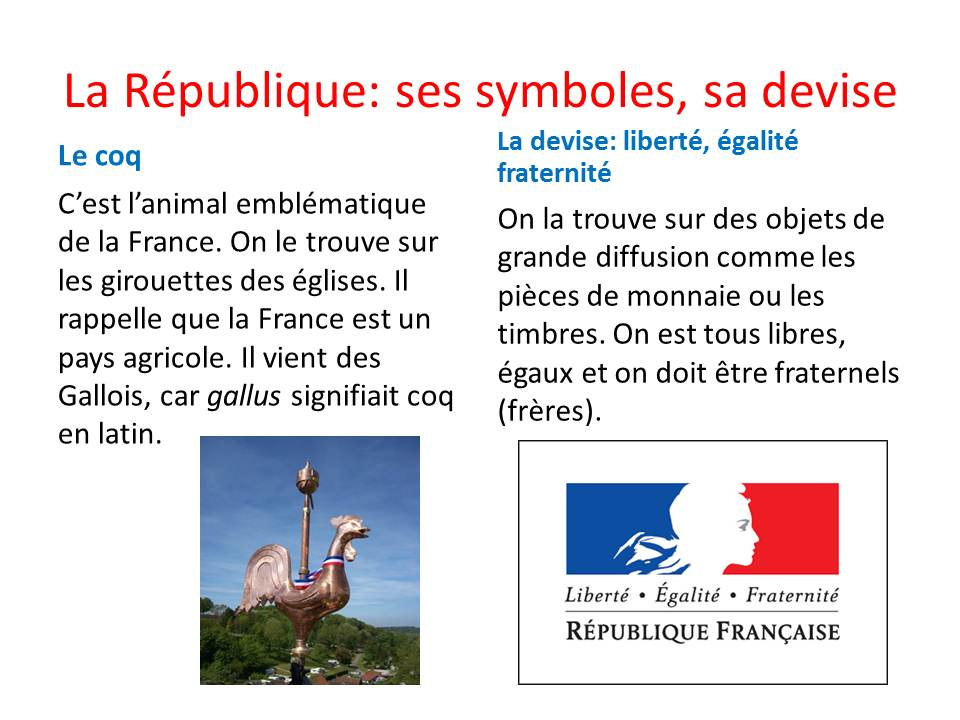 La République: ses symboles, sa devise
Le coq
C’est l’animal emblématique
de la France. On le trouve sur
les girouettes des églises. Il
rappelle que la France est un
pays agricole. Il vient des
Gallois, car gallus signifiait coq
en latin.
La devise: liberté, égalité
fraternité
On la trouve sur des objets de
grande diffusion comme les
pièces de monnaie ou les
timbres. On est tous libres,
égaux et on doit être fraternels
(frères).
Liberté • Égalité • Fraternité
RÉPUBLIQUE FRANÇAISE